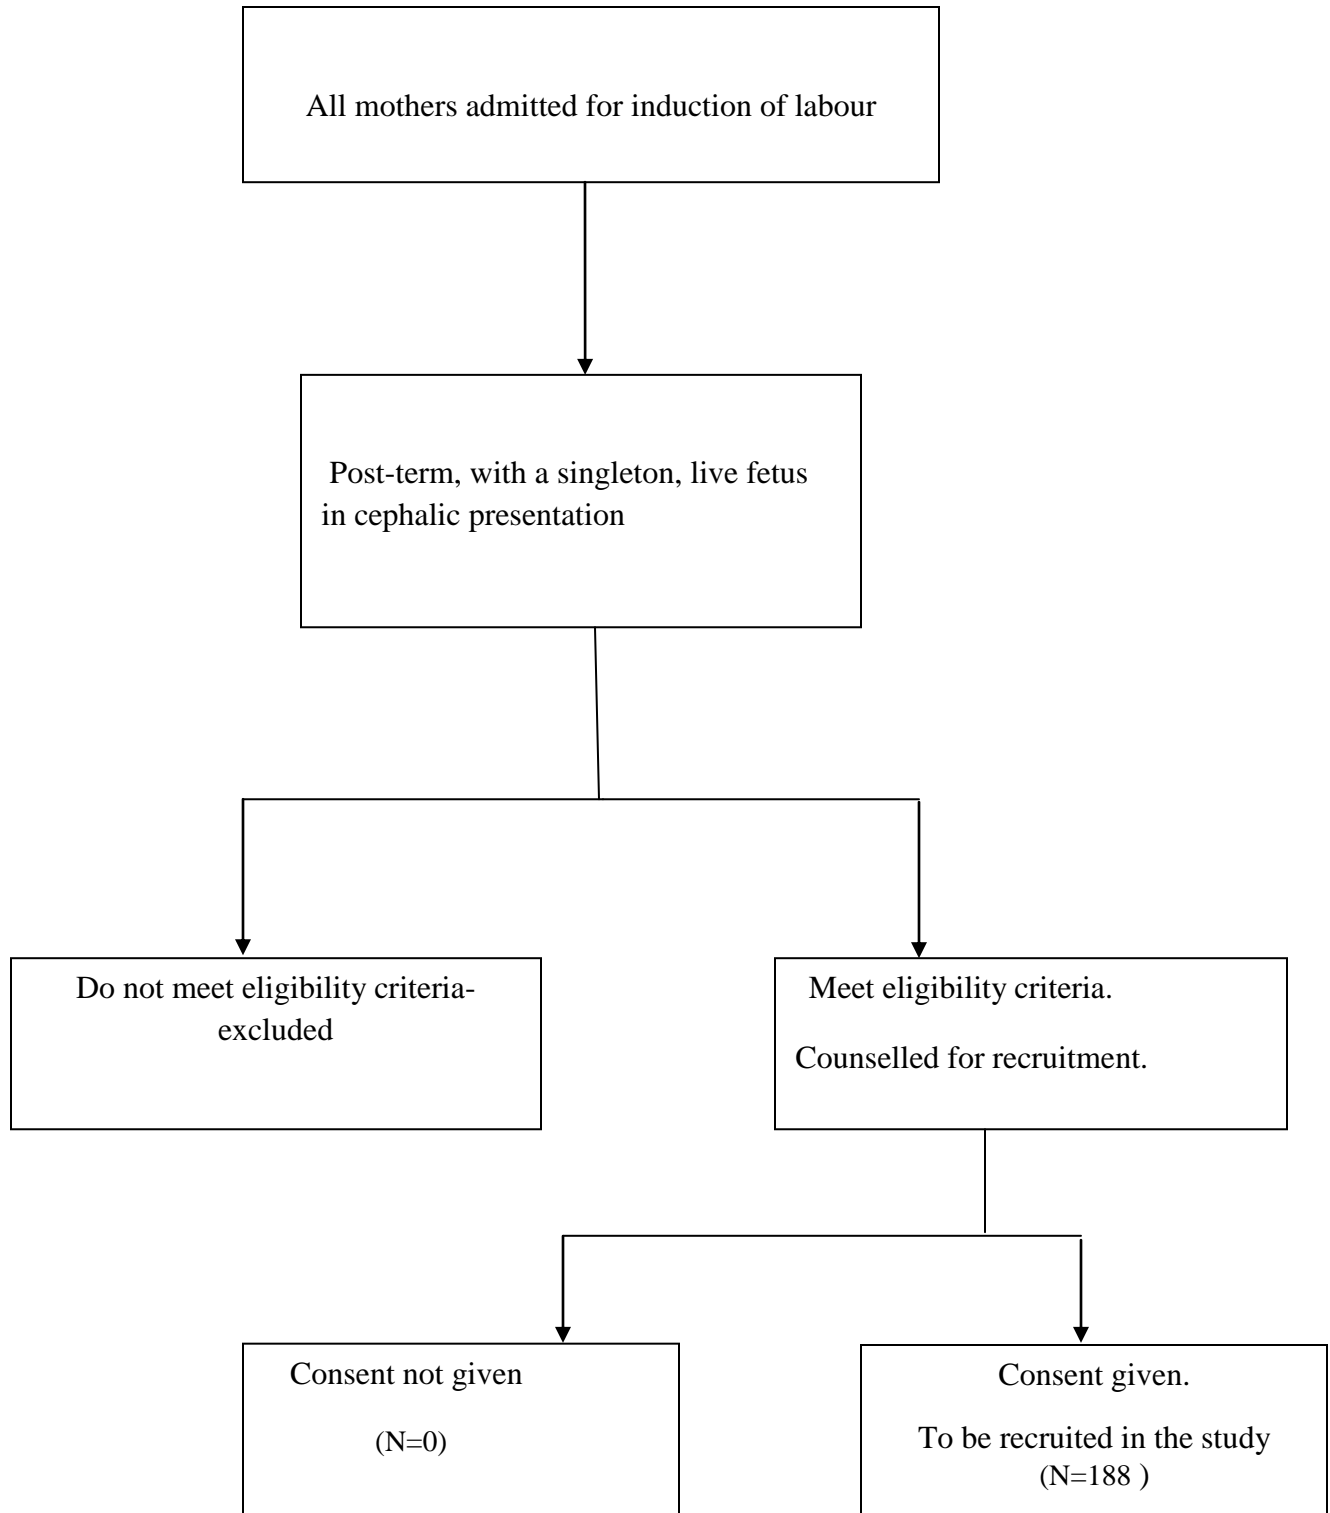 All mothers admitted for induction of labour
Post-term, with a singleton, live fetus
in cephalic presentation
Do not meet eligibility criteria-
excluded
Meet eligibility criteria.
Counselled for recruitment.
Consent not given
(N=0)
Consent given.
To be recruited in the study
(N=188 )